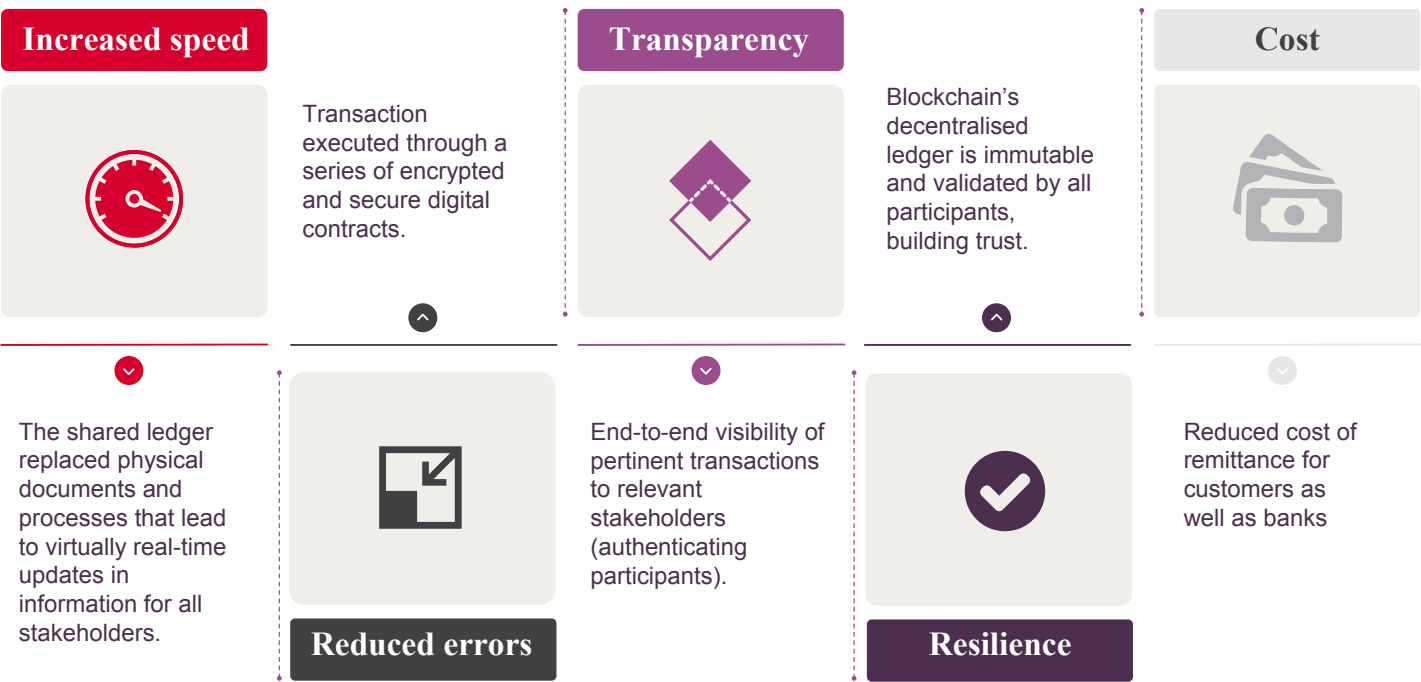 Increased speed
The shared ledger
replaced physical
documents and
processes that lead
to virtually real-time
updates in
information for all
stakeholders.
Transaction
executed through a
series of encrypted
and secure digital
contracts.
Reduced errors
Transparency
End-to-end visibility of
pertinent transactions
to relevant
stakeholders
(authenticating
participants).
Blockchain’s
decentralised
ledger is immutable
and validated by all
participants,
building trust.
Resilience
Cost
Reduced cost of
remittance for
customers as
well as banks